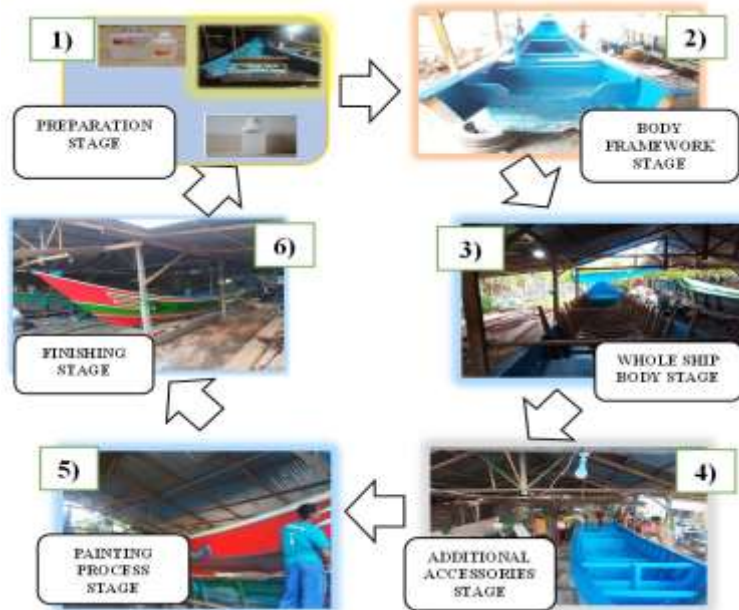 1)
PREPARATION
STAGE
2)
BODY
FRAMEWORK
STAGE
3)
WHOLE SHIP
BODY STAGE
4)
ADDITIONAL
ACCESSORIES
STAGE
5)
PAINTING
PROCESS
STAGE
6)
FINISHING
STAGE